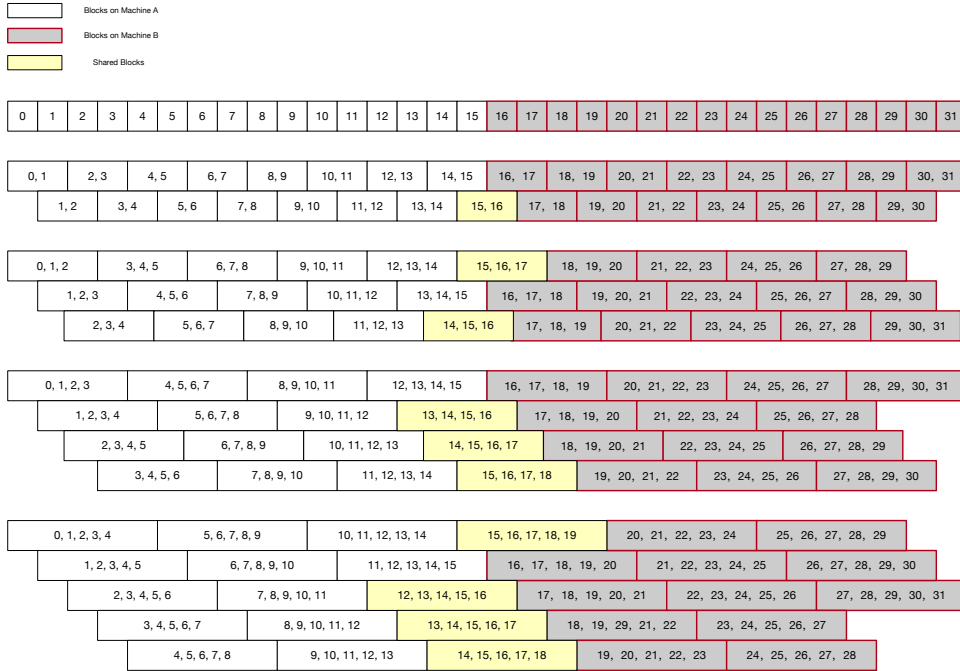 Blocks on Machine A
Blocks on Machine B
Shared Blocks
0 1 2 3 4 5 6 7 8 9 10 11 12 13 14 15 16 17 18 19 20 21 22 23 24 25 26 27 28 29 30 31
0, 1 2, 3 4, 5 6, 7 8, 9 10, 11 12, 13 14, 15 16, 17 18, 19 20, 21 22, 23 24, 25 26, 27 28, 29 30, 31
1, 2 3, 4 5, 6 7, 8 9, 10 11, 12 13, 14 15, 16 17, 18 19, 20 21, 22 23, 24 25, 26 27, 28 29, 30
0, 1, 2 3, 4, 5 6, 7, 8 9, 10, 11 12, 13, 14 15, 16, 17 18, 19, 20 21, 22, 23 24, 25, 26 27, 28, 29
1, 2, 3 4, 5, 6 7, 8, 9 10, 11, 12 13, 14, 15 16, 17, 18 19, 20, 21 22, 23, 24 25, 26, 27 28, 29, 30
2, 3, 4 5, 6, 7 8, 9, 10 11, 12, 13 14, 15, 16 17, 18, 19 20, 21, 22 23, 24, 25 26, 27, 28 29, 30, 31
0, 1, 2, 3 4, 5, 6, 7 8, 9, 10, 11 12, 13, 14, 15 16, 17, 18, 19 20, 21, 22, 23 24, 25, 26, 27 28, 29, 30, 31
1, 2, 3, 4 5, 6, 7, 8 9, 10, 11, 12 13, 14, 15, 16 17, 18, 19, 20 21, 22, 23, 24 25, 26, 27, 28
2, 3, 4, 5 6, 7, 8, 9 10, 11, 12, 13 14, 15, 16, 17 18, 19, 20, 21 22, 23, 24, 25 26, 27, 28, 29
3, 4, 5, 6 7, 8, 9, 10 11, 12, 13, 14 15, 16, 17, 18 19, 20, 21, 22 23, 24, 25, 26 27, 28, 29, 30
0, 1, 2, 3, 4 5, 6, 7, 8, 9 10, 11, 12, 13, 14 15, 16, 17, 18, 19 20, 21, 22, 23, 24 25, 26, 27, 28, 29
1, 2, 3, 4, 5 6, 7, 8, 9, 10 11, 12, 13, 14, 15 16, 17, 18, 19, 20 21, 22, 23, 24, 25 26, 27, 28, 29, 30
2, 3, 4, 5, 6 7, 8, 9, 10, 11 12, 13, 14, 15, 16 17, 18, 19, 20, 21 22, 23, 24, 25, 26 27, 28, 29, 30, 31
3, 4, 5, 6, 7 8, 9, 10, 11, 12 13, 14, 15, 16, 17 18, 19, 29, 21, 22 23, 24, 25, 26, 27
4, 5, 6, 7, 8 9, 10, 11, 12, 13 14, 15, 16, 17, 18 19, 20, 21, 22, 23 24, 25, 26, 27, 28